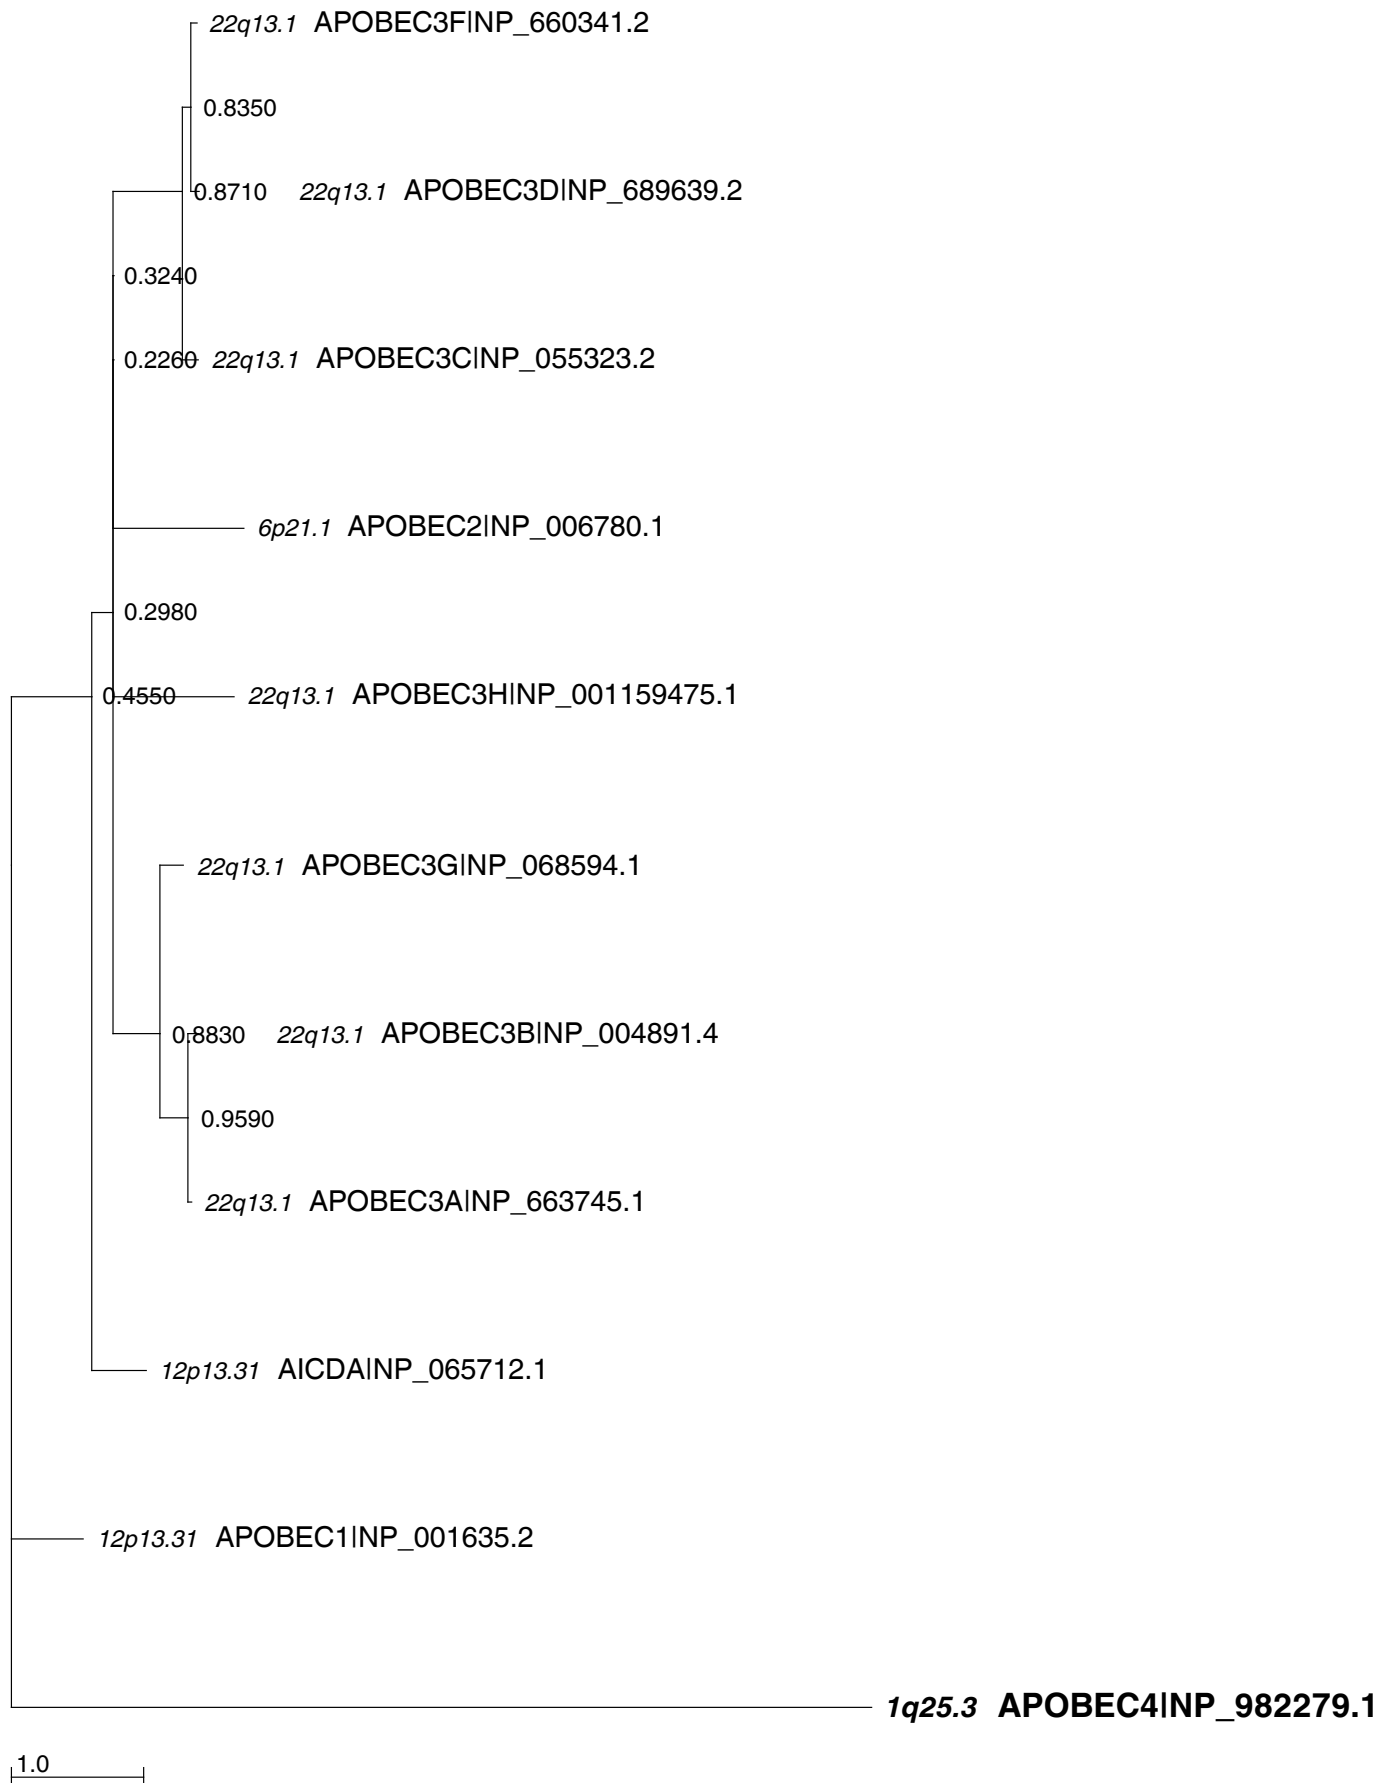 22q13.1 APOBEC3F|NP_660341.2
0.8350
0.8710 22q13.1 APOBEC3D|NP_689639.2
0.3240
0.2260 22q13.1 APOBEC3C|NP_055323.2
6p21.1 APOBEC2|NP_006780.1
0.2980
0.4550 22q13.1 APOBEC3H|NP_001159475.1
22q13.1 APOBEC3G|NP_068594.1
0.8830 22q13.1 APOBEC3B|NP_004891.4
0.9590
22q13.1 APOBEC3A|NP_663745.1
12p13.31 AICDA|NP_065712.1
12p13.31 APOBEC1|NP_001635.2
1q25.3 APOBEC4|NP_982279.1
1.0